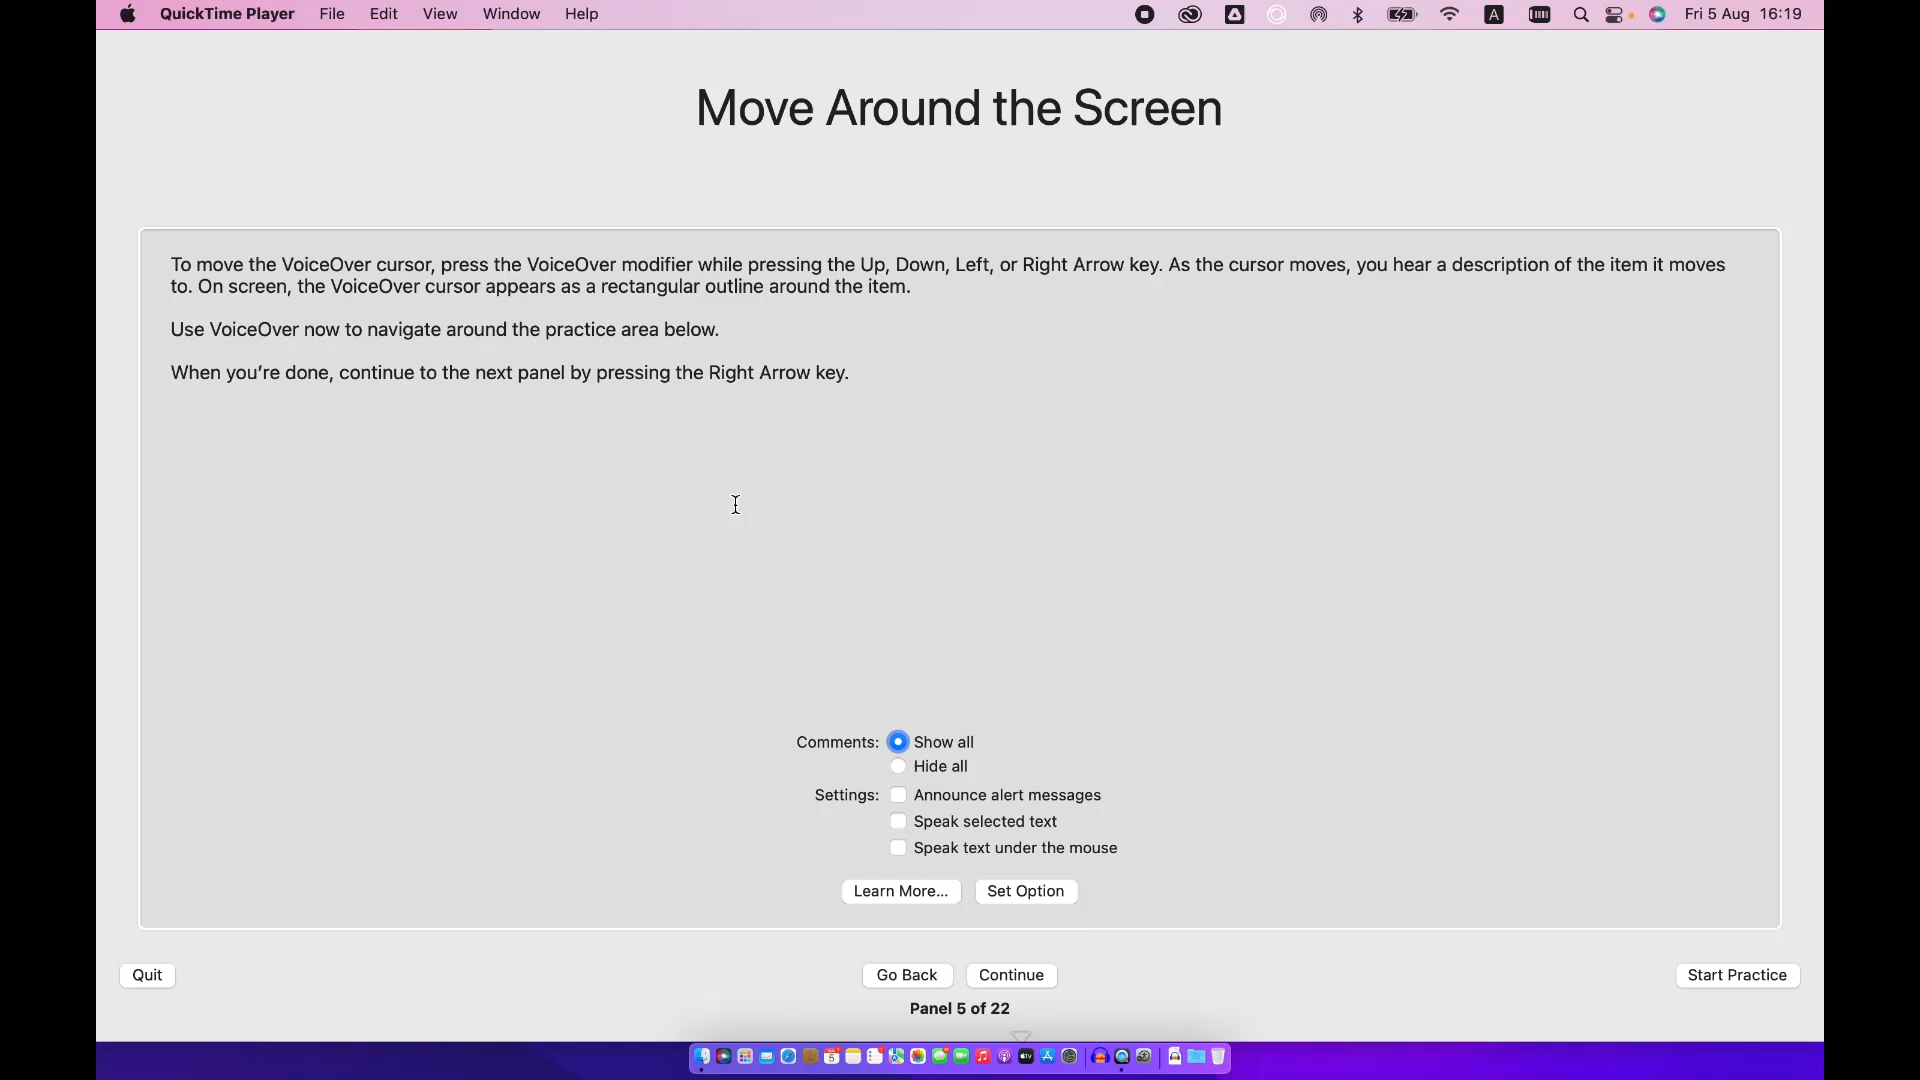 QuickTime Player File Edit View Window Help A Fri 5 Aug 16:19
Move Around the Screen
To move the VoiceOver cursor, press the VoiceOver modifier while pressing the Up, Down, Left, or Right Arrow key. As the cursor moves, you hear a description of the item it moves
to. On screen, the VoiceOver cursor appears as a rectangular outline around the item.
Use VoiceOver now to navigate around the practice area below.
When you’re done, continue to the next panel by pressing the Right Arrow key.
Comments: Show all
Hide all
Settings: Announce alert messages
Speak selected text
Speak text under the mouse
Learn More... Set Option
Quit Go Back Continue Start Practice
Panel 5 of 22
5 tv